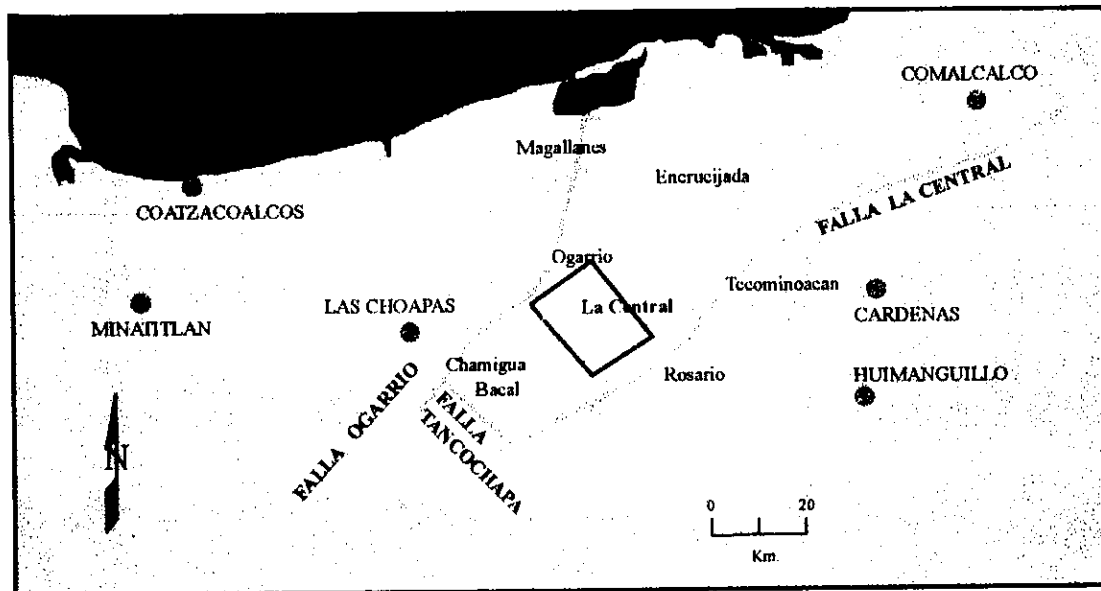 COMALCALCO
Magallanes
Encrucijada
FALLA LA CENTRAL
COATZACOALCOS
Ogarrio
Tecominoacan
La Central
LAS CHOAPAS
MINATITLAN
CARDENAS
Chamigua
Bacal
Rosario
HUIMANGUILLO
FALLA OGARRIO
FALLA
TANCOCHAPA
N
0 20
Km.